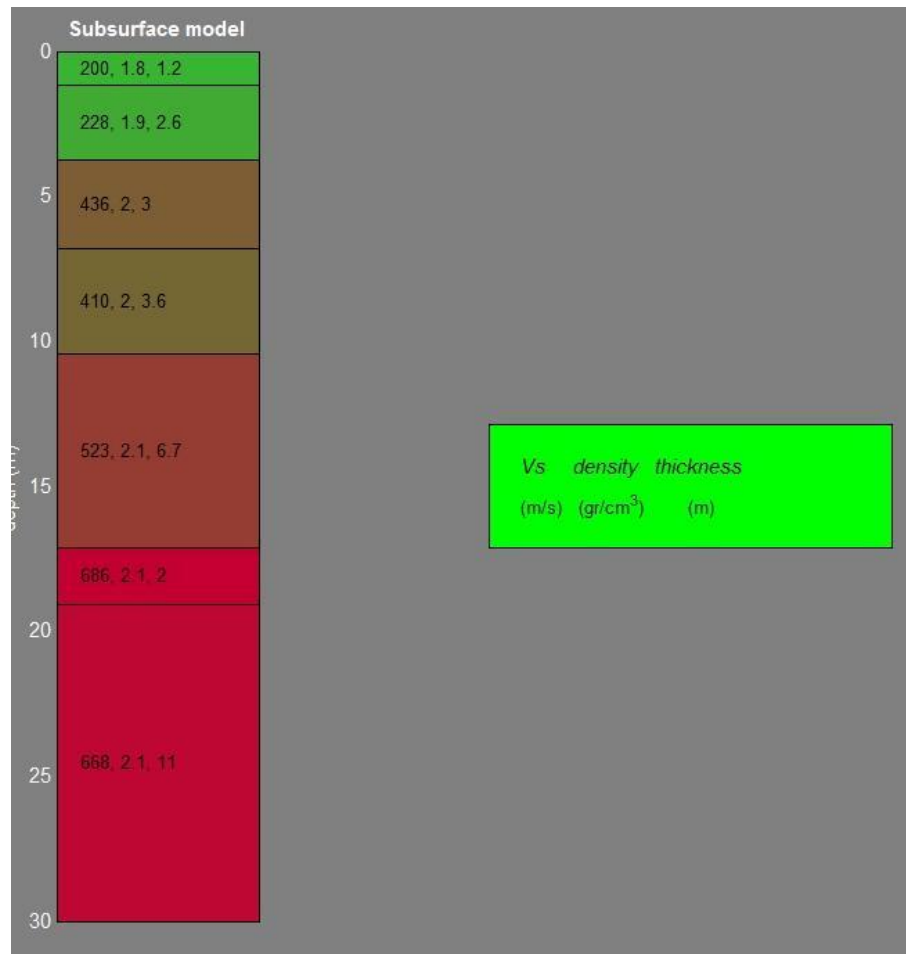 Subsurface model
0
200, 1.8, 1.2
228, 1.9, 2.6
5
436, 2, 3
410, 2, 3.6
10
523, 2.1, 6.7
Vs density thickness
(m/s) (gr/cm³) (m)
15
depth (m)
686, 2.1, 2
20
668, 2.1, 11
25
30